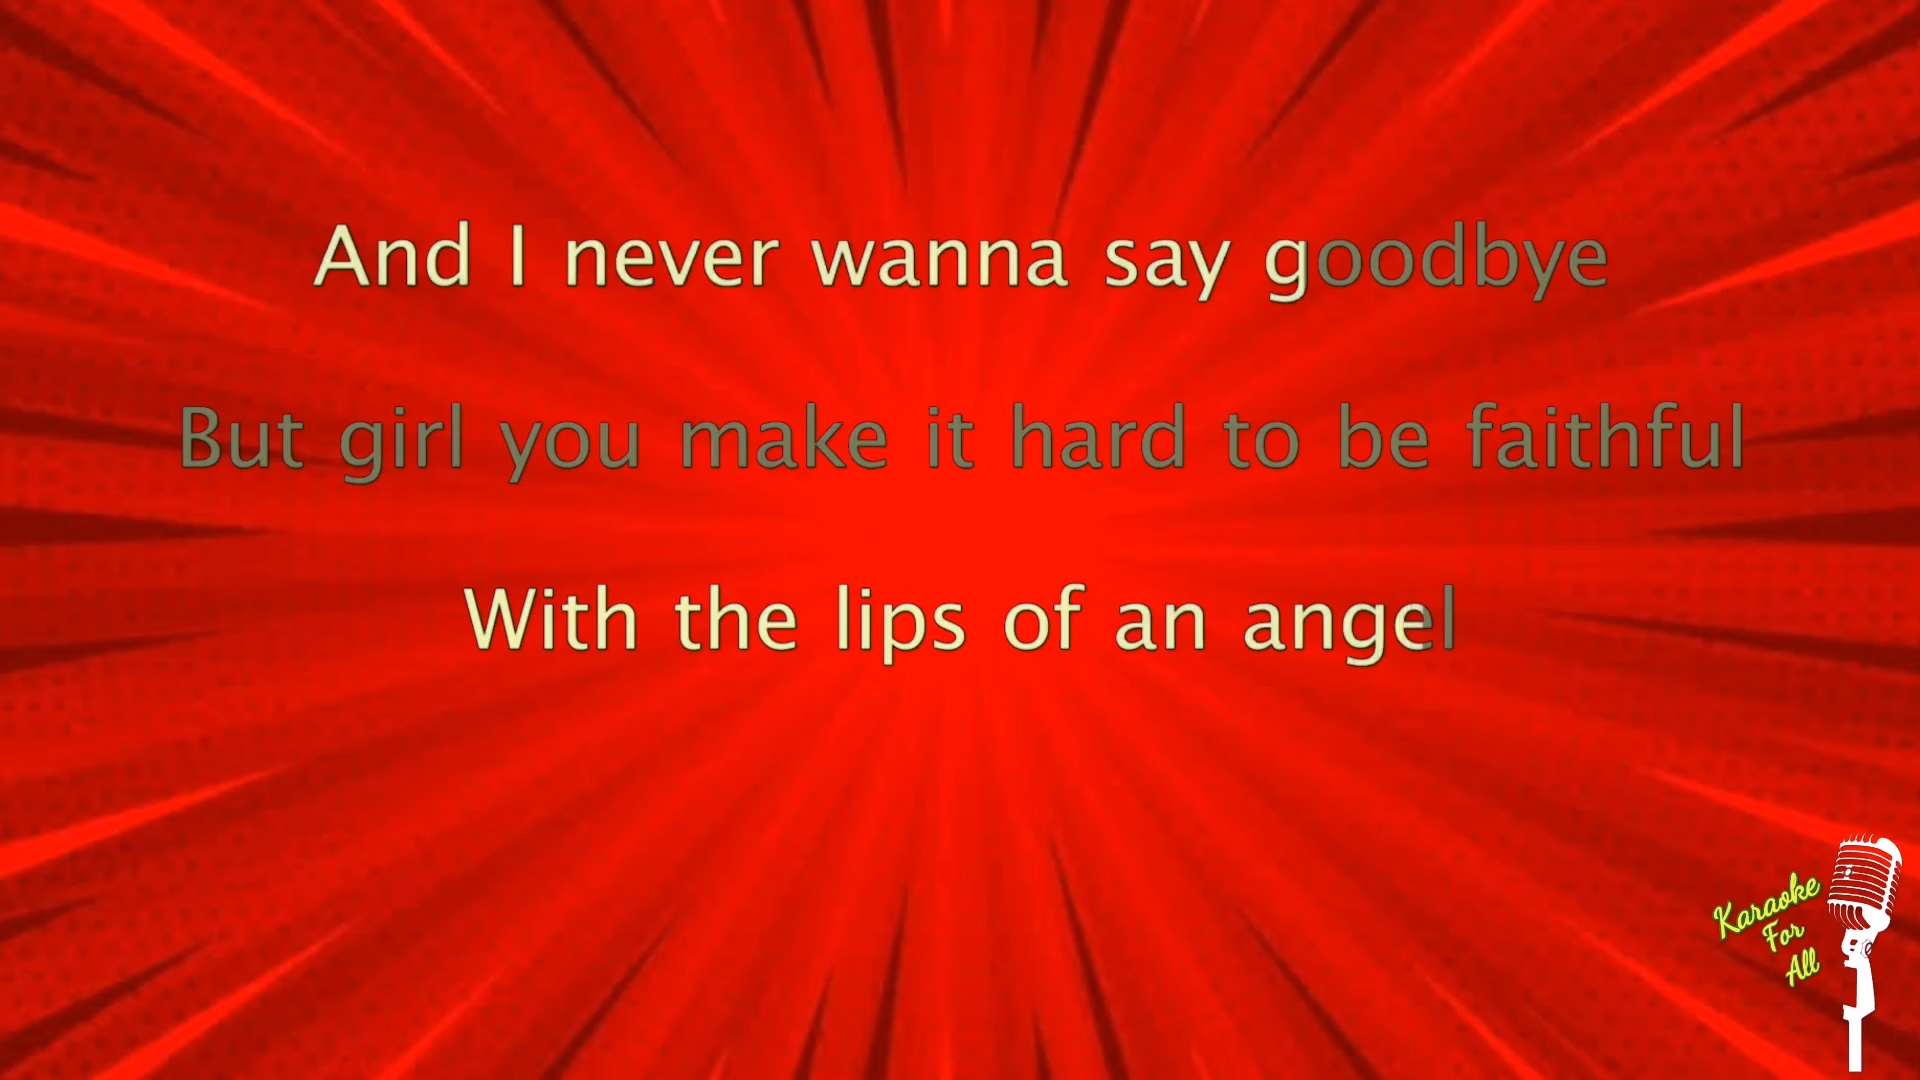 And I never wanna say goodbye
But girl you make it hard to be faithful
With the lips of an angel
Karaoke
For
All